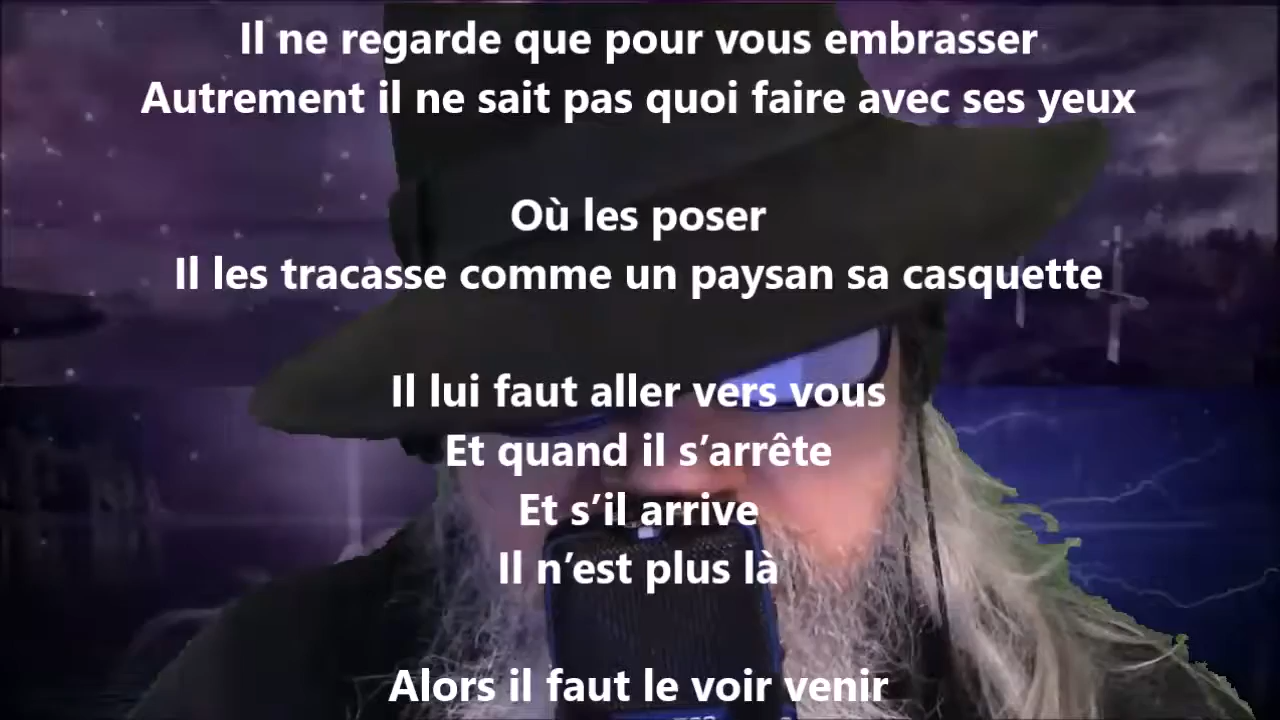 Il ne regarde que pour vous embrasser
Autrement il ne sait pas quoi faire avec ses yeux
Où les poser
Il les tracasse comme un paysan sa casquette
Il lui faut aller vers vous
Et quand il s’arrête
Et s’il arrive
Il n’est plus là
Alors il faut le voir venir